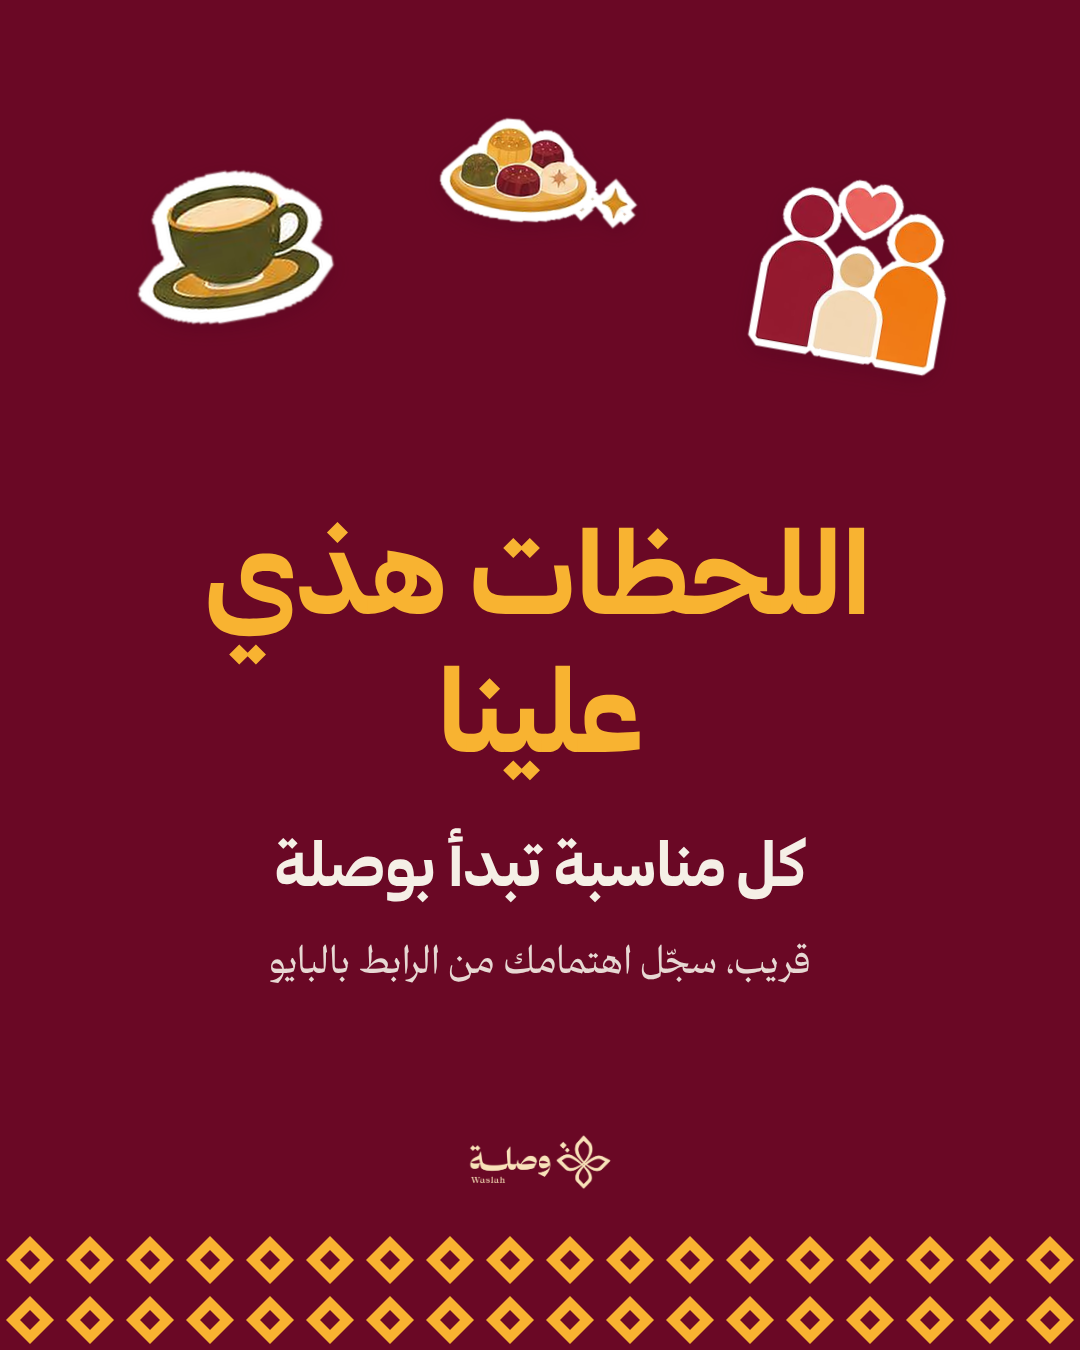 اللحظات هذي
علينا
كل مناسبة تبدأ بوصلة
قريب، سجّل اهتمامك من الرابط بالبايو
وصلة
Waslah